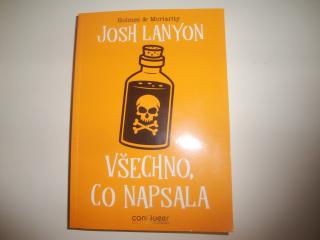 Holmes & Moriarity
JOSH LANYON
VŠECHNO,
CO NAPSALA